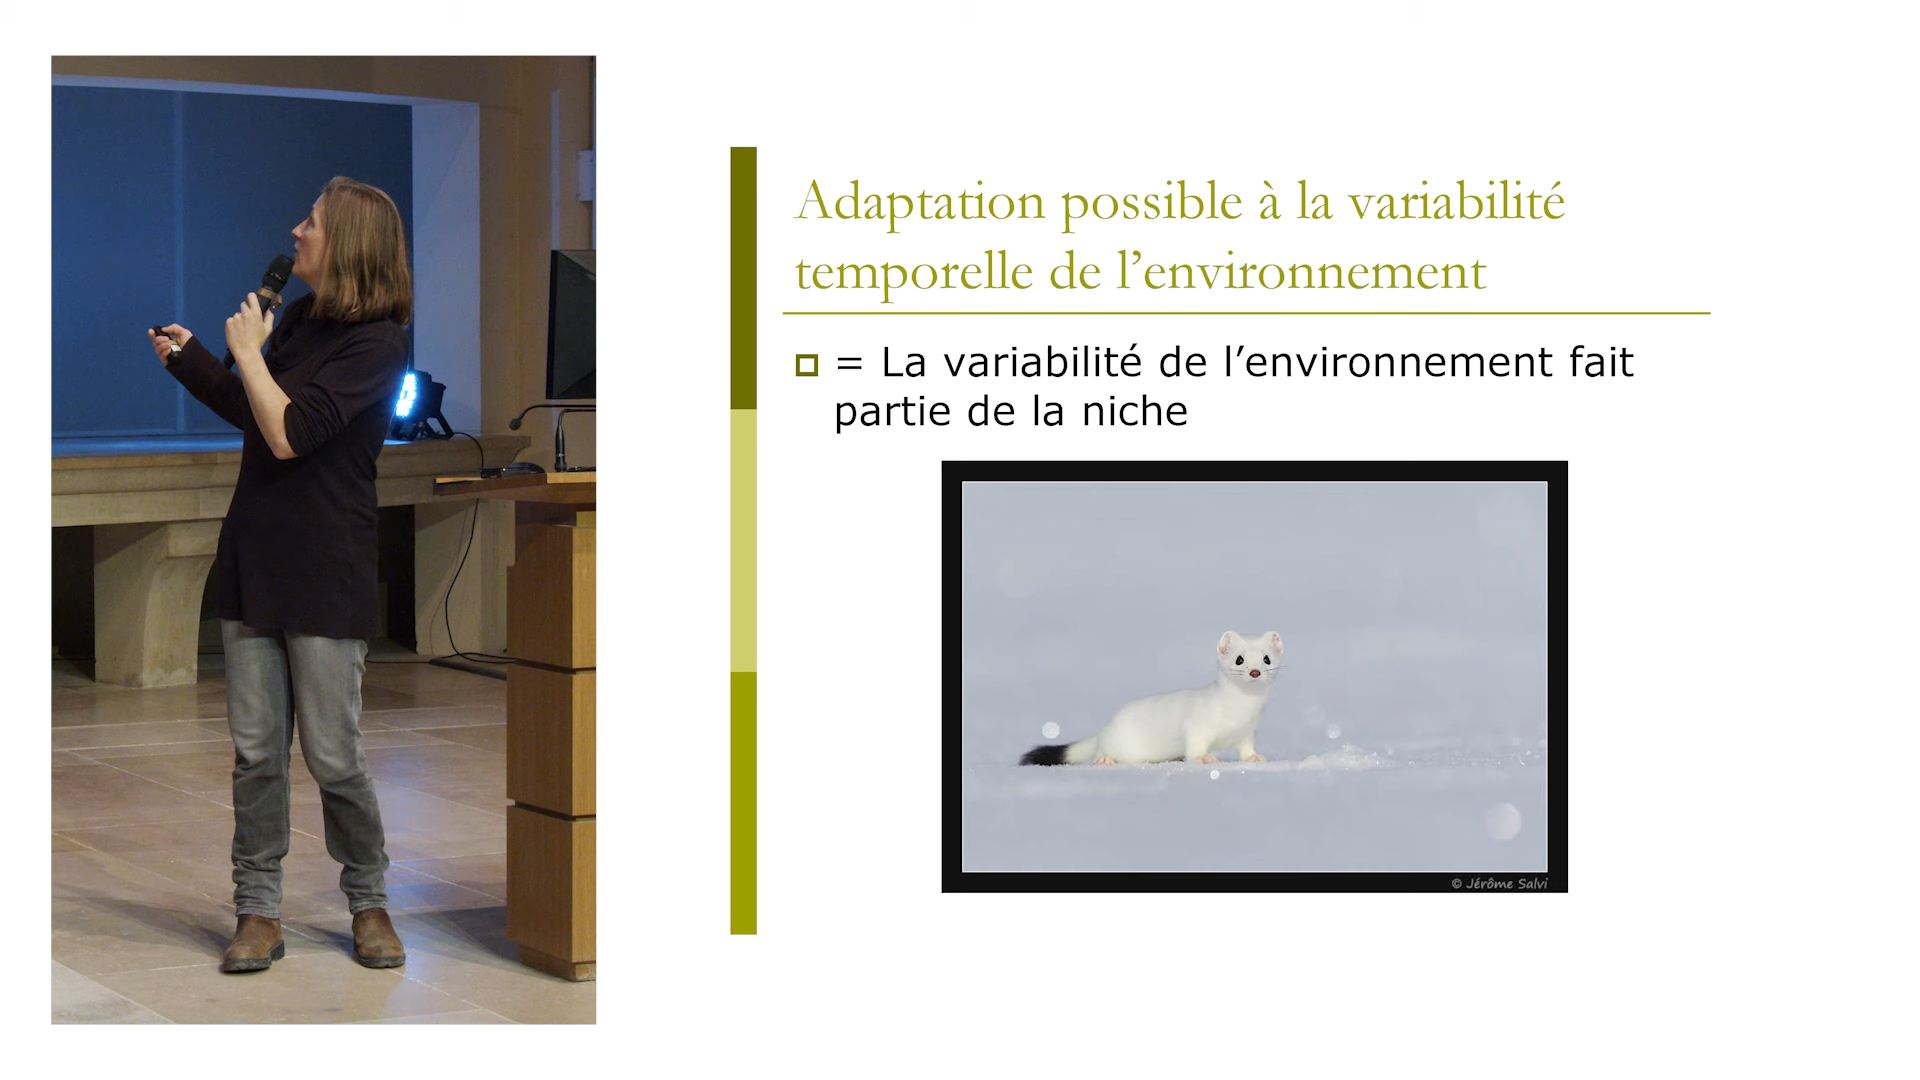 Adaptation possible à la variabilité
temporelle de l’environnement
= La variabilité de l’environnement fait
partie de la niche
© Jérôme Salvi